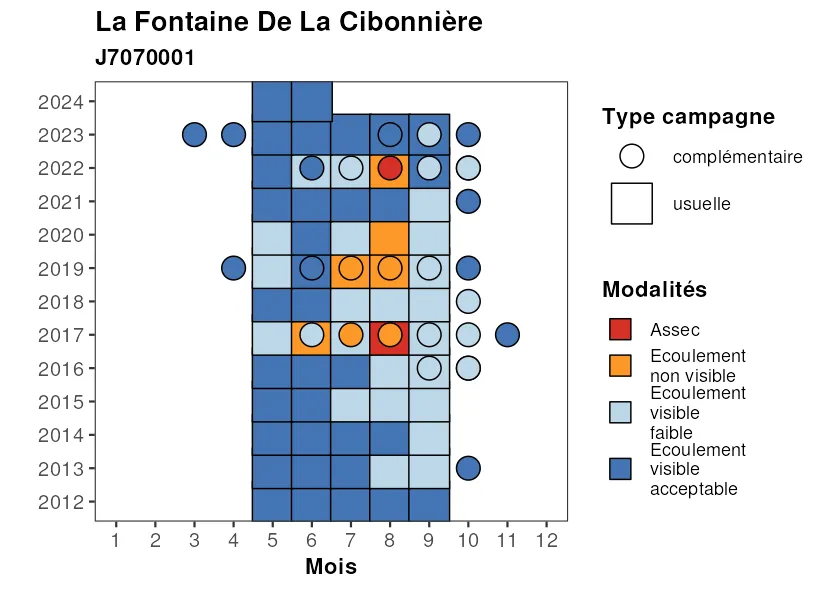 La Fontaine De La Cibonnière
J7070001
2024
2023
2022
2021
2020
2019
2018
2017
2016
2015
2014
2013
2012
1 2 3 4 5 6 7 8 9 10 11 12
Mois
Type campagne
complémentaire
usuelle
Modalités
Assec
Ecoulement
non visible
Ecoulement
visible
faible
Ecoulement
visible
acceptable